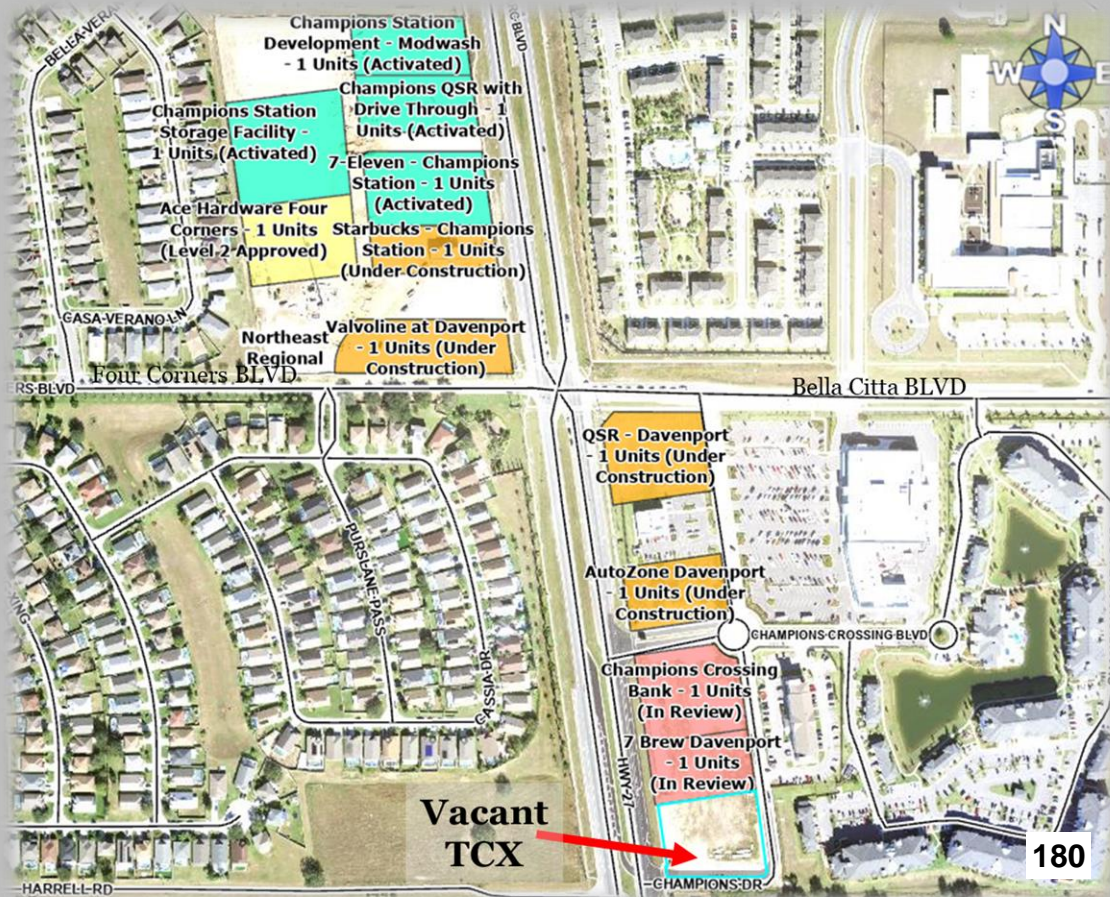 BELLA-VERA
Champions Station
Development - Modwash
- 1 Units (Activated)
RC-BLVD
N
W
E
S
Champions Station
Storage Facility -
1 Units (Activated)
Champions QSR with
Drive Through - 1
Units (Activated)
7-Eleven - Champions
Station - 1 Units
(Activated)
Ace Hardware Four
Corners - 1 Units
(Level 2 Approved)
Starbucks - Champions
Station - 1 Units
(Under Construction)
CASA-VERANO-LN
Northeast
Regional
Valvoline at Davenport
- 1 Units (Under
Construction)
Four Corners BLVD
ERS-BLVD
Bella Citta BLVD
QSR - Davenport
- 1 Units (Under
Construction)
PURSLANE-PASS
AutoZone Davenport
- 1 Units (Under
Construction)
CHAMPIONS-CROSSING-BLVD
CASSIA-DR
Champions Crossing
Bank - 1 Units
(In Review)
7 Brew Davenport
- 1 Units
(In Review)
HWY-27
Vacant
TCX
180
HARRELL-RD
CHAMPIONS-DR